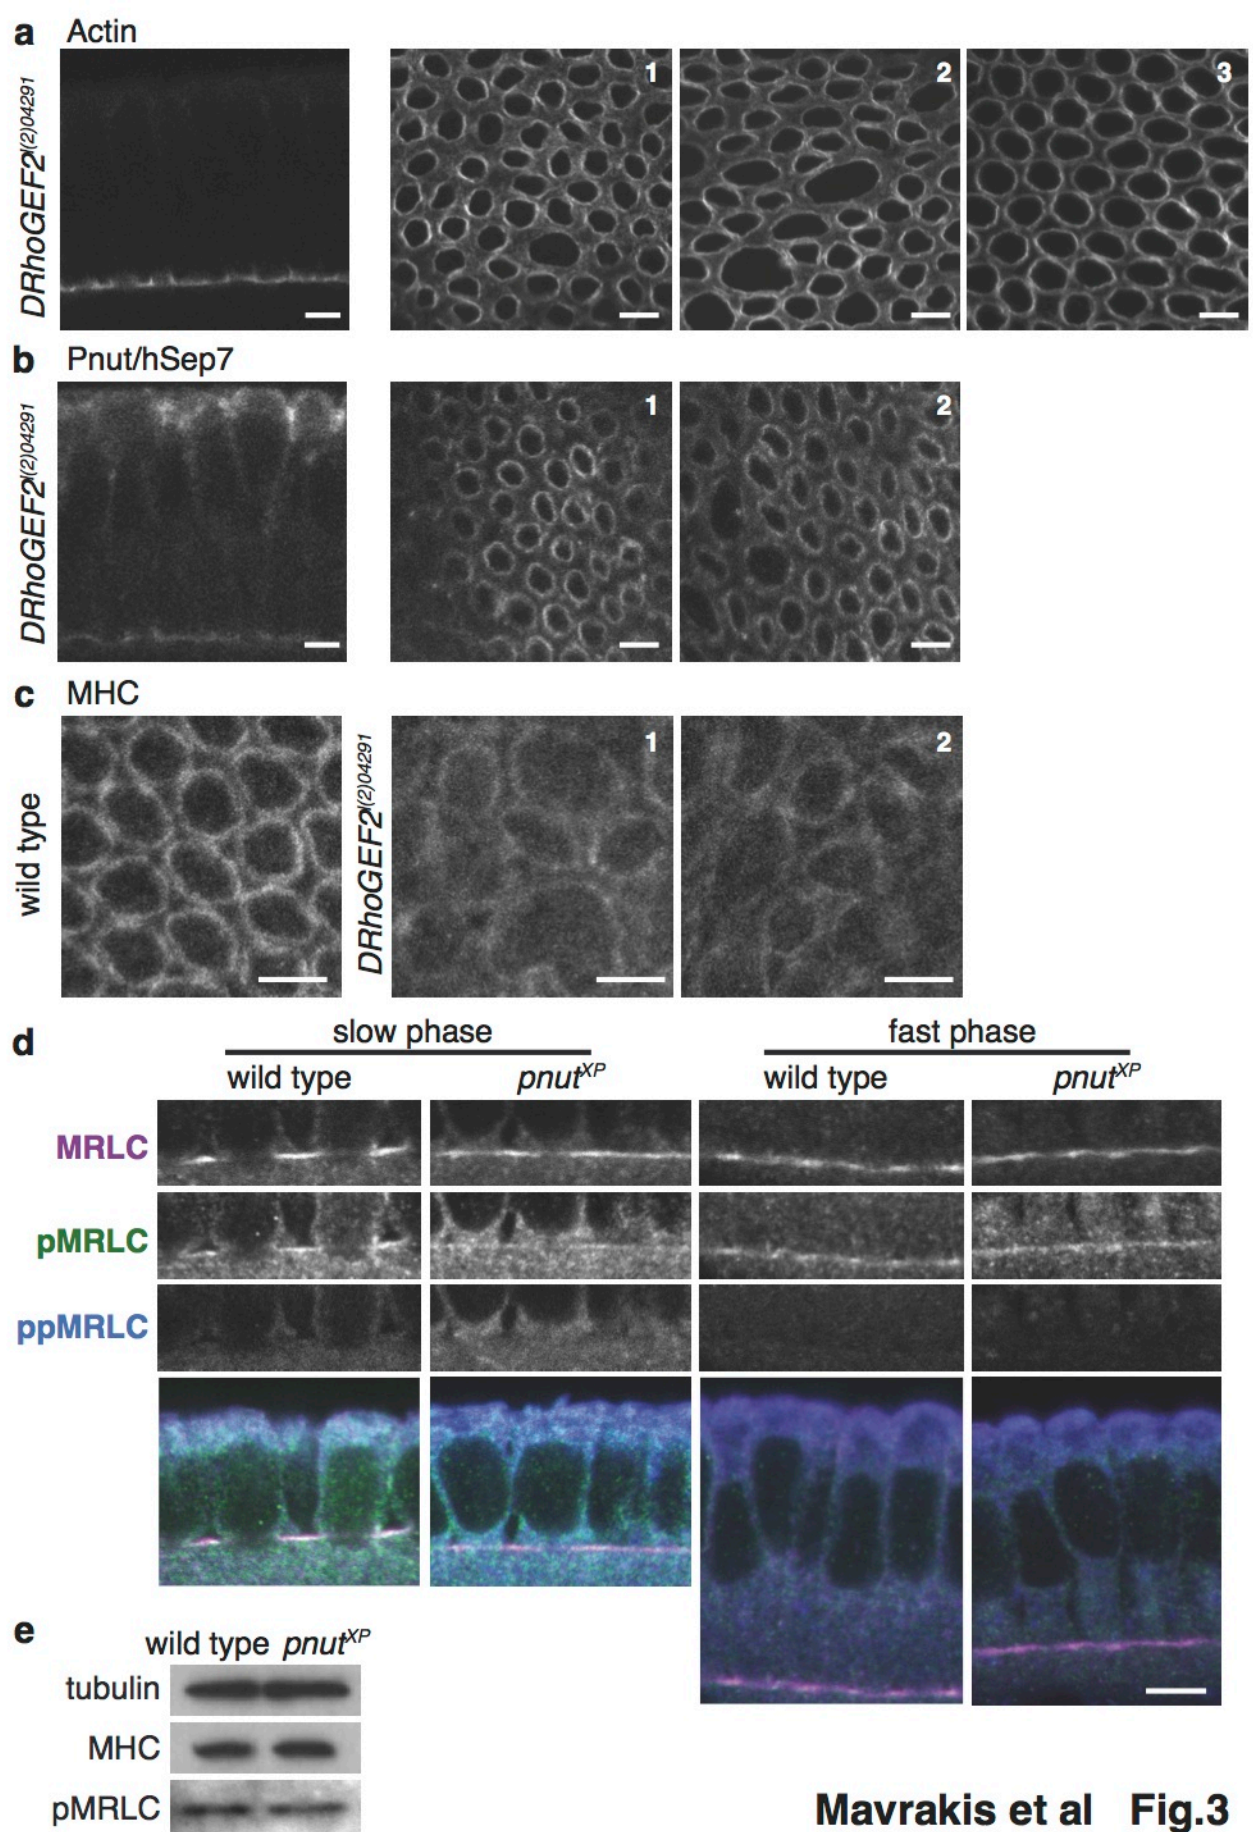 a Actin
DRhoGEF2l(2)04291
1 2 3
b Pnut/hSep7
DRhoGEF2l(2)04291
1 2
c MHC
wild type
DRhoGEF2l(2)04291
1 2
d
slow phase fast phase
wild type pnutXP wild type pnutXP
MRLC
pMRLC
ppMRLC
e
wild type pnutXP
tubulin
MHC
pMRLC
Mavrakis et al Fig.3